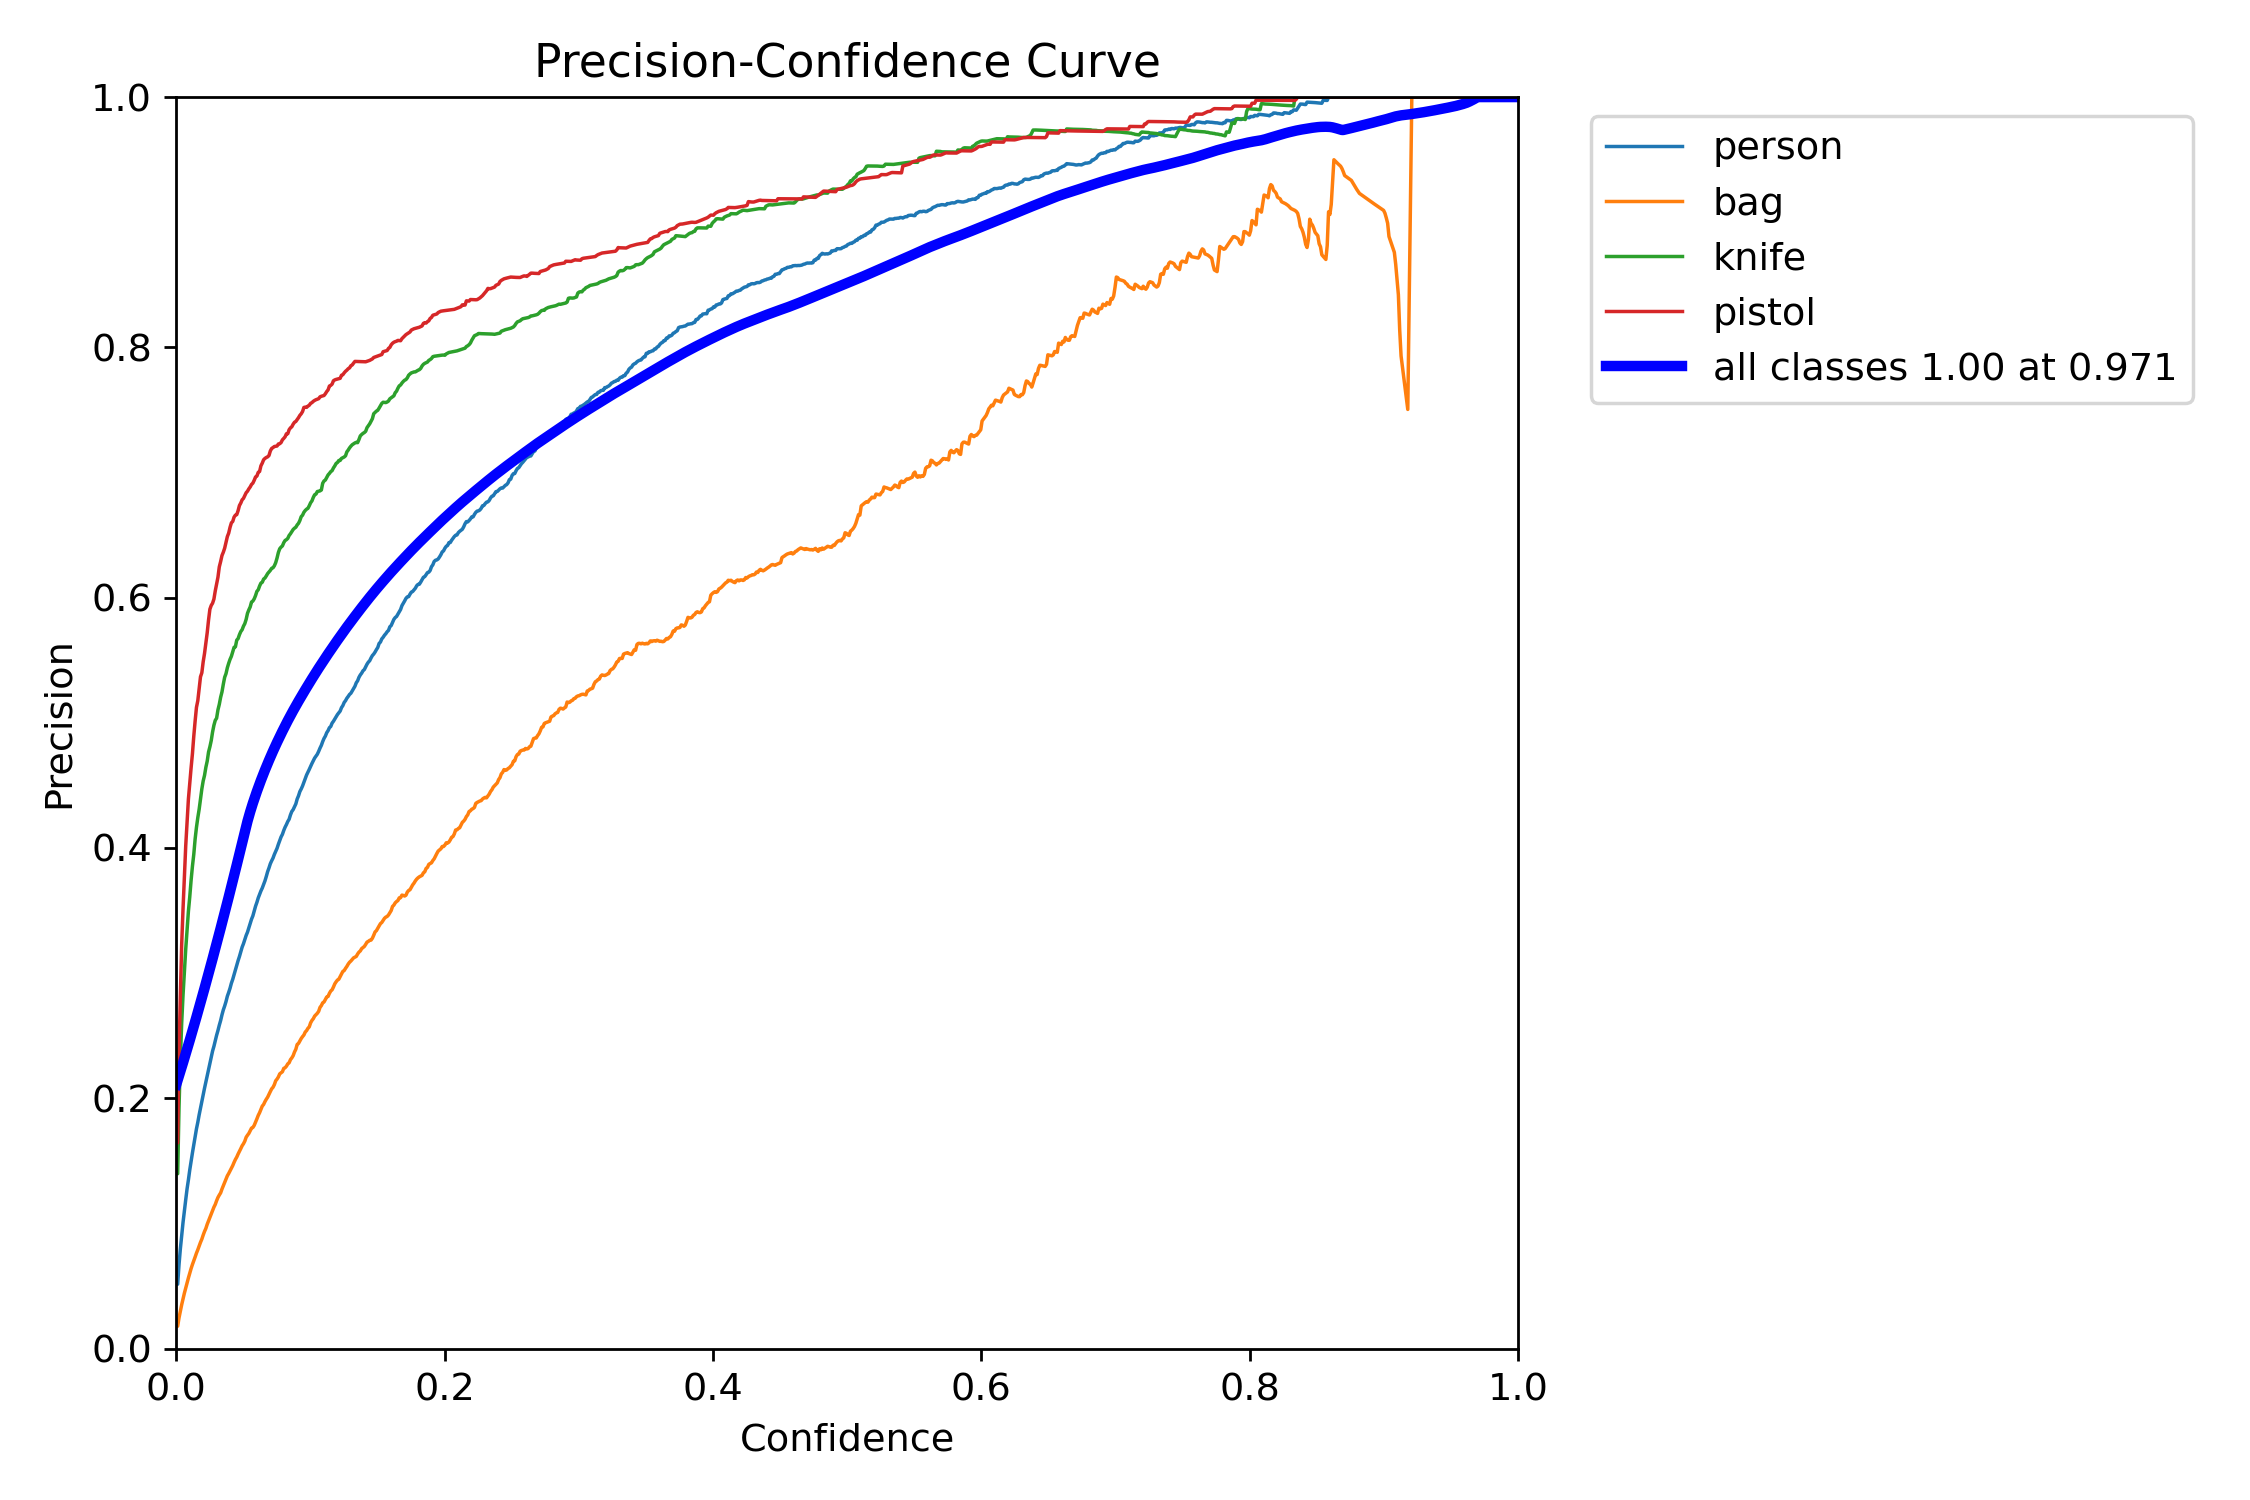 Precision-Confidence Curve
1.0
0.8
0.6
0.4
0.2
0.0
Precision
0.0 0.2 0.4 0.6 0.8 1.0
Confidence
person
bag
knife
pistol
all classes 1.00 at 0.971